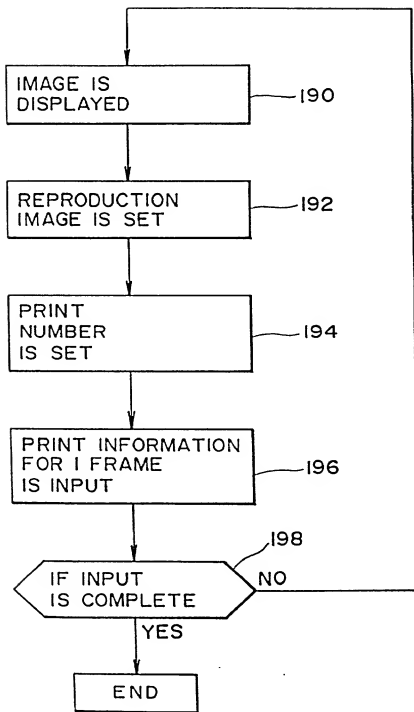 IMAGE IS
DISPLAYED
190
REPRODUCTION
IMAGE IS SET
192
PRINT
NUMBER
IS SET
194
PRINT INFORMATION
FOR 1 FRAME
IS INPUT
196
198
IF INPUT
IS COMPLETE
NO
YES
END